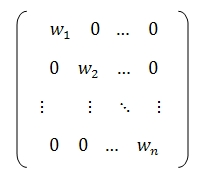 w₁ 0 … 0
0 w₂ … 0
⋮ ⋮ ⋱ ⋮
0 0 … wₙ